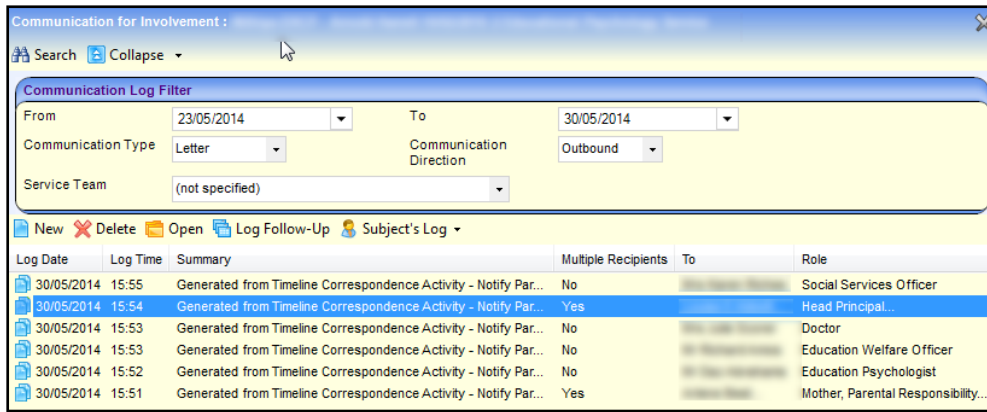 Communication for Involvement :
Search Collapse
Communication Log Filter
From 23/05/2014 To 30/05/2014
Communication Type Letter Communication Direction Outbound
Service Team (not specified)
New Delete Open Log Follow-Up Subject's Log
Log Date Log Time Summary Multiple Recipients To Role
30/05/2014 15:55 Generated from Timeline Correspondence Activity - Notify Par... No Social Services Officer
30/05/2014 15:54 Generated from Timeline Correspondence Activity - Notify Par... Yes Head Principal...
30/05/2014 15:53 Generated from Timeline Correspondence Activity - Notify Par... No Doctor
30/05/2014 15:53 Generated from Timeline Correspondence Activity - Notify Par... No Education Welfare Officer
30/05/2014 15:52 Generated from Timeline Correspondence Activity - Notify Par... No Education Psychologist
30/05/2014 15:51 Generated from Timeline Correspondence Activity - Notify Par... Yes Mother, Parental Responsibility...